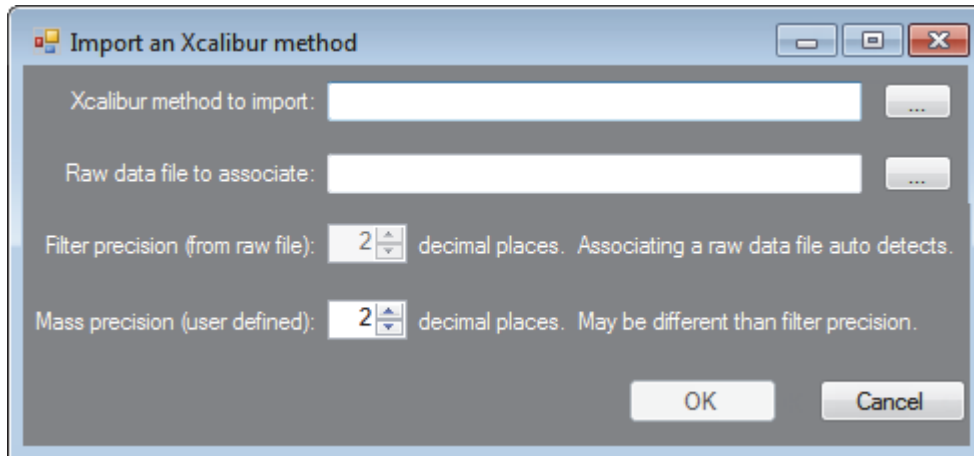 Import an Xcalibur method
Xcalibur method to import: ...
Raw data file to associate: ...
Filter precision (from raw file): 2 decimal places. Associating a raw data file auto detects.
Mass precision (user defined): 2 decimal places. May be different than filter precision.
OK Cancel